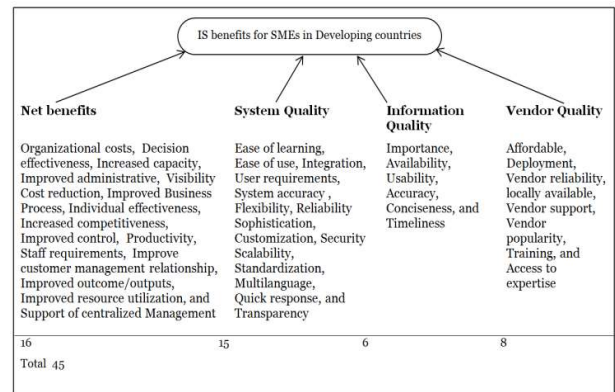 IS benefits for SMEs in Developing countries
Net benefits
Organizational costs, Decision
effectiveness, Increased capacity,
Improved administrative, Visibility
Cost reduction, Improved Business
Process, Individual effectiveness,
Increased competitiveness,
Improved control, Productivity,
Staff requirements, Improve
customer management relationship,
Improved outcome/outputs,
Improved resource utilization, and
Support of centralized Management
System Quality
Ease of learning,
Ease of use, Integration,
User requirements,
System accuracy ,
Flexibility, Reliability
Sophistication,
Customization, Security
Scalability,
Standardization,
Multilanguage,
Quick response, and
Transparency
Information
Quality
Importance,
Availability,
Usability,
Accuracy,
Conciseness, and
Timeliness
Vendor Quality
Affordable,
Deployment,
Vendor reliability,
locally available,
Vendor support,
Vendor
popularity,
Training, and
Access to
expertise
16 15 6 8
Total 45